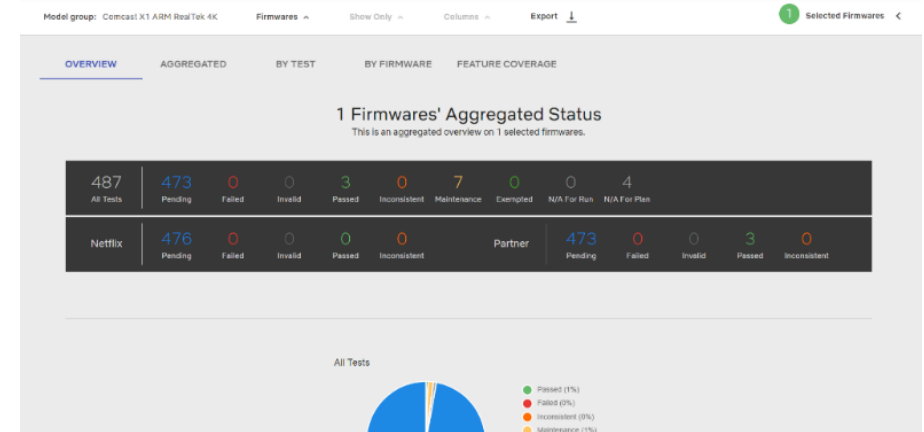 Model group: Comcast X1 ARM RealTek 4K Firmwares Show Only Columns Export 1 Selected Firmwares
OVERVIEW AGGREGATED BY TEST BY FIRMWARE FEATURE COVERAGE
1 Firmwares' Aggregated Status
This is an aggregated overview on 1 selected firmwares.
487 473 0 0 3 0 7 0 0 4
All Tests Pending Failed Invalid Passed Inconsistent Maintenance Exempted N/A For Run N/A For Plan
Netflix 476 0 0 0 0 Partner 473 0 0 3 0
Pending Failed Invalid Passed Inconsistent Pending Failed Invalid Passed Inconsistent
All Tests
Passed (1%)
Failed (0%)
Inconsistent (0%)
Maintenance (1%)